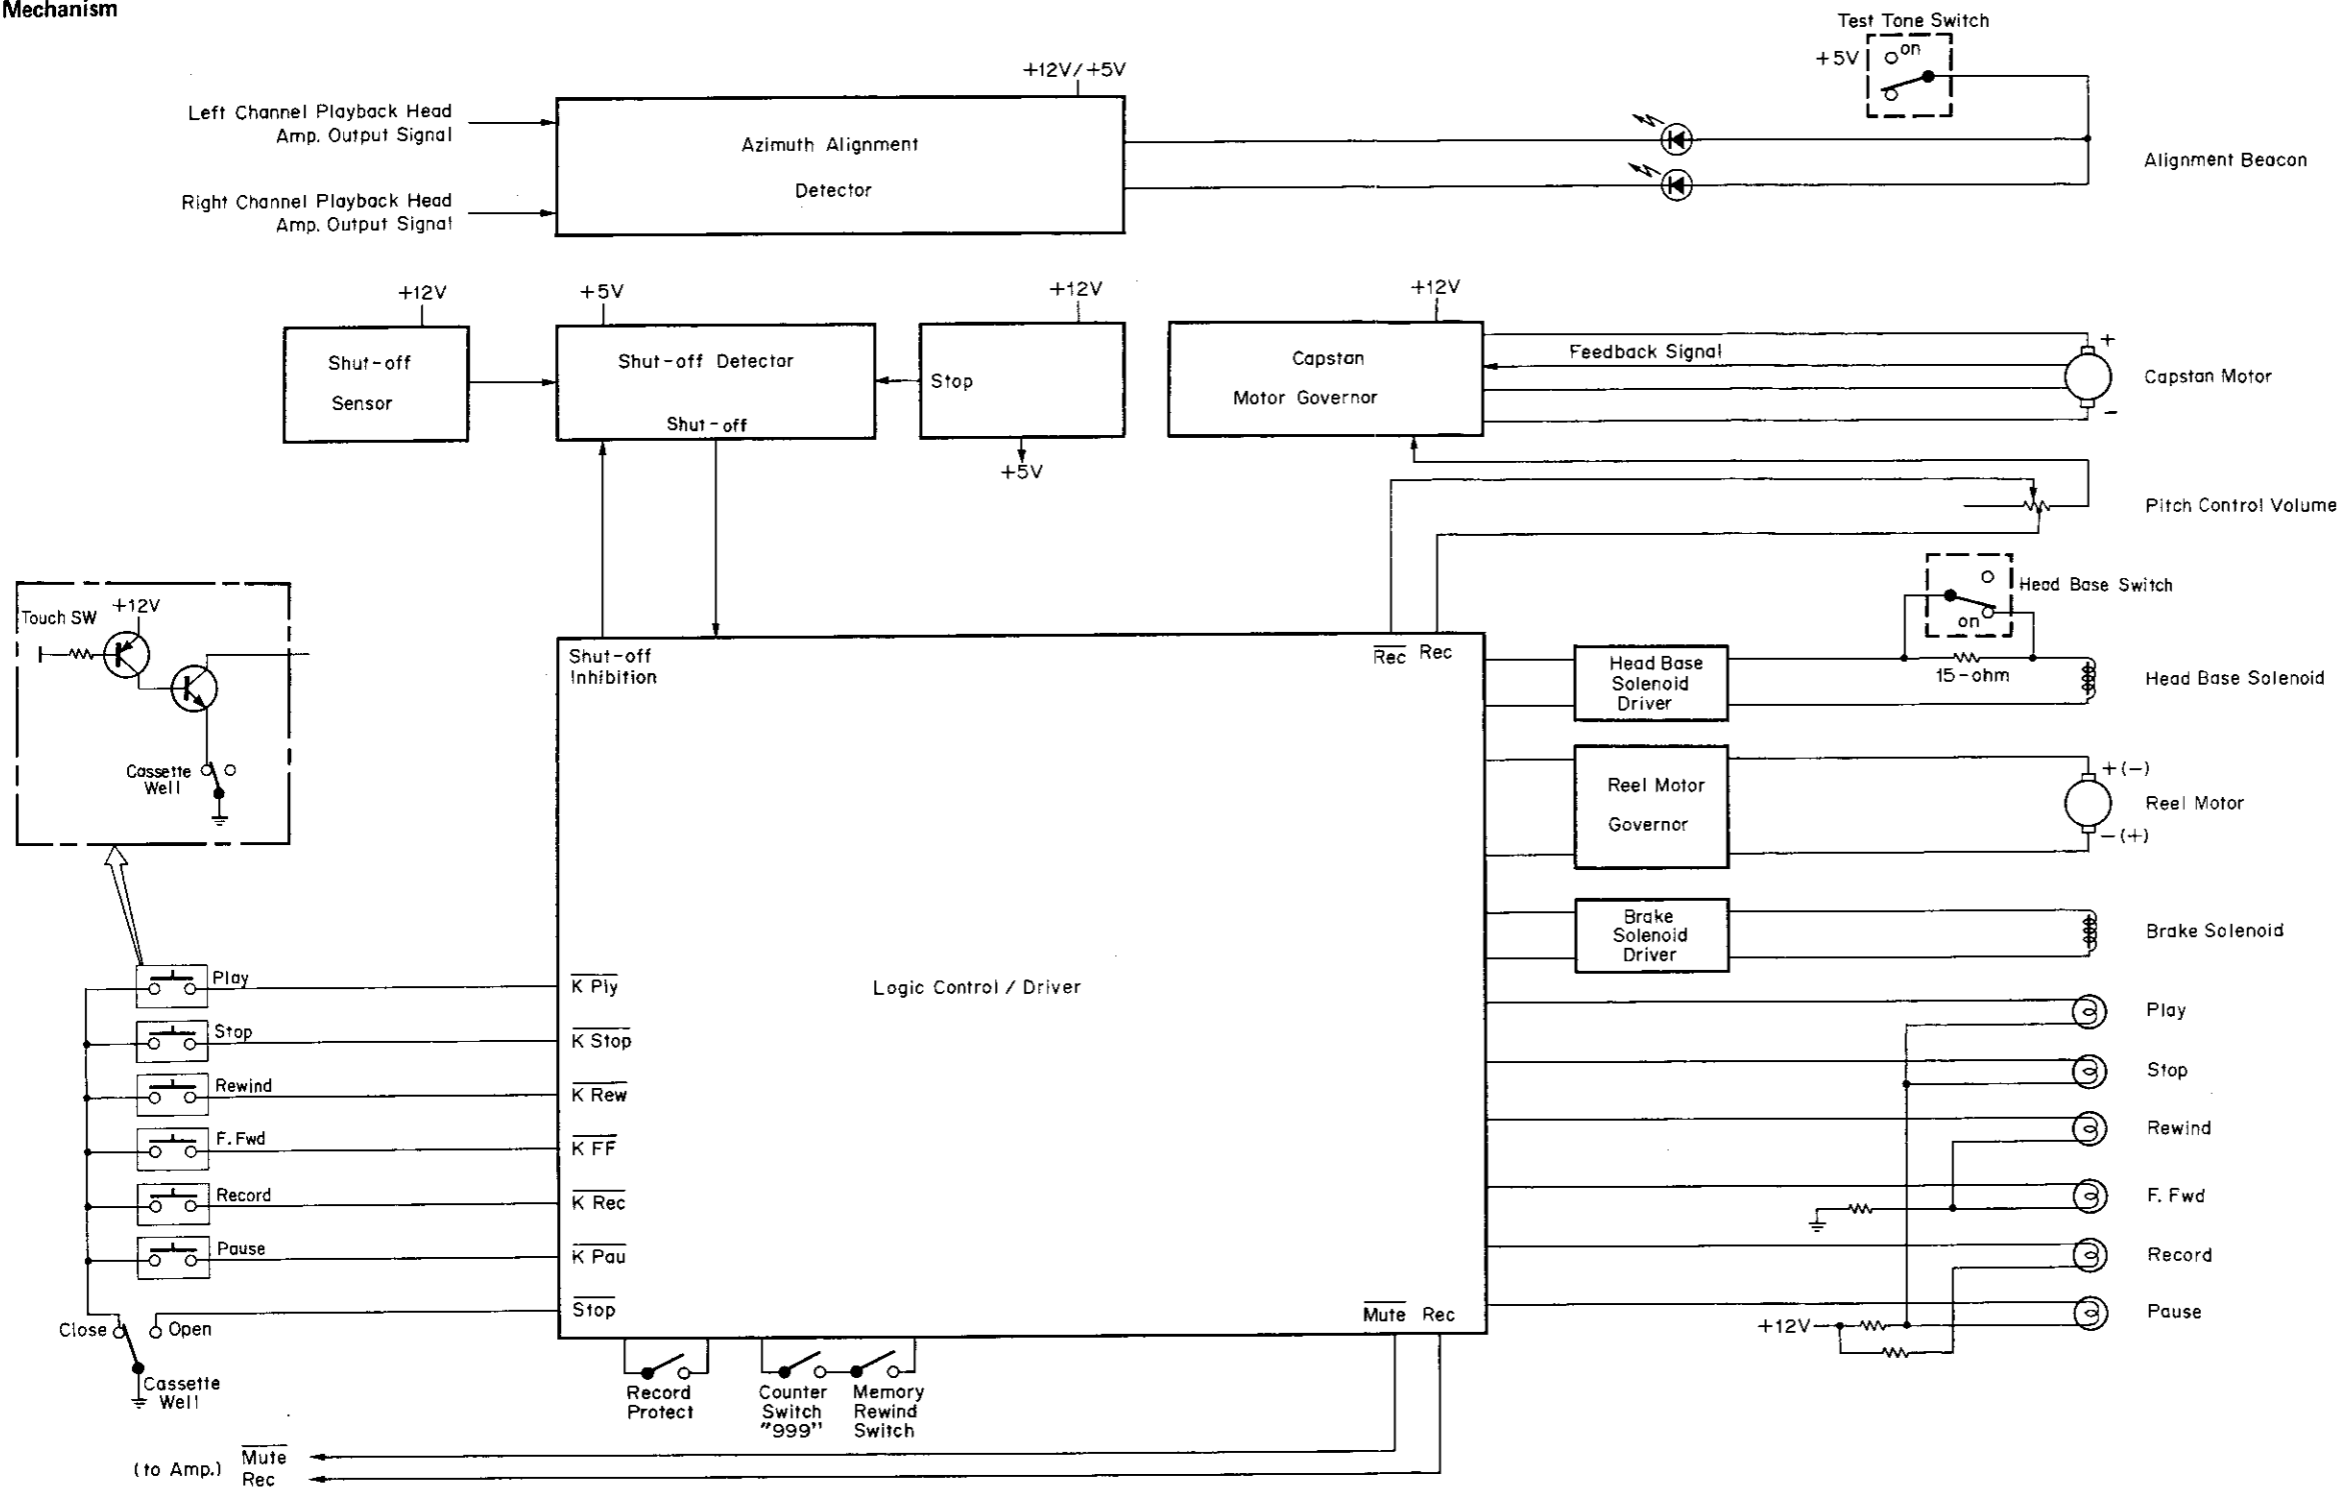 Mechanism
Test Tone Switch
+5V
on
+12V/+5V
Left Channel Playback Head
Amp. Output Signal
Azimuth Alignment
Detector
Right Channel Playback Head
Amp. Output Signal
Alignment Beacon
+12V
+5V
+12V
+12V
Shut-off
Sensor
Shut-off Detector
Shut-off
Stop
+5V
Capstan
Motor Governor
Feedback Signal
+
-
Capstan Motor
Pitch Control Volume
Head Base Switch
on
Touch SW
+12V
Cassette
Well
Shut-off
Inhibition
Rec
Rec
Head Base
Solenoid
Driver
15-ohm
Head Base Solenoid
Reel Motor
Governor
+(-)
-(+)
Reel Motor
Brake
Solenoid
Driver
Brake Solenoid
Logic Control / Driver
Play
K Ply
Play
Stop
K Stop
Stop
Rewind
K Rew
Rewind
F.Fwd
K FF
F. Fwd
Record
K Rec
Record
Pause
K Pau
Pause
+12V
Close
Open
Stop
Mute
Rec
Cassette
Well
Record
Protect
Counter
Switch
"999"
Memory
Rewind
Switch
(to Amp.)
Mute
Rec